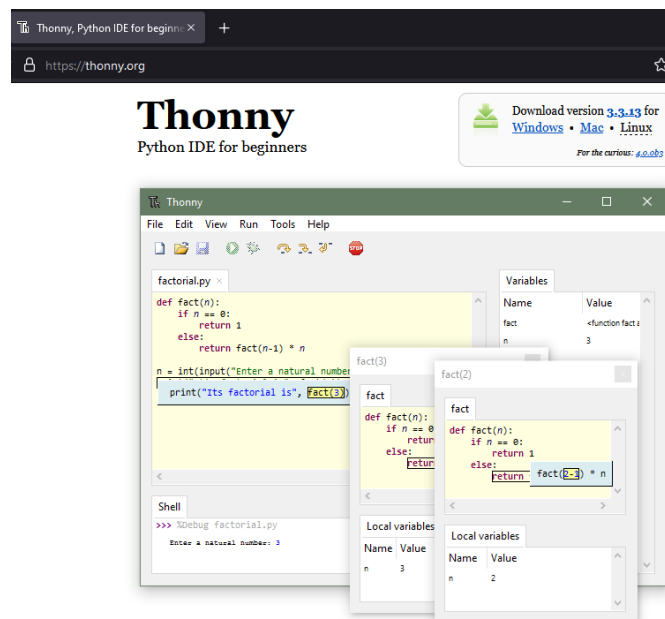 Thonny, Python IDE for beginne
https://thonny.org
Thonny
Python IDE for beginners
Download version 3.3.13 for
Windows • Mac • Linux
For the curious: 4.0.0b3
Thonny
File Edit View Run Tools Help
STOP
factorial.py
def fact(n):
if n == 0:
return 1
else:
return fact(n-1) * n
n = int(input("Enter a natural number
print("Its factorial is", fact(3))
Shell
>>> %Debug factorial.py
Enter a natural number: 3
Variables
Name Value
fact <function fact a
n 3
fact(3)
fact
def fact(n):
if n == 0
retur
else:
retur
Local variables
Name Value
n 3
fact(2)
fact
def fact(n):
if n == 0:
return 1
else:
return fact(2-1) * n
Local variables
Name Value
n 2